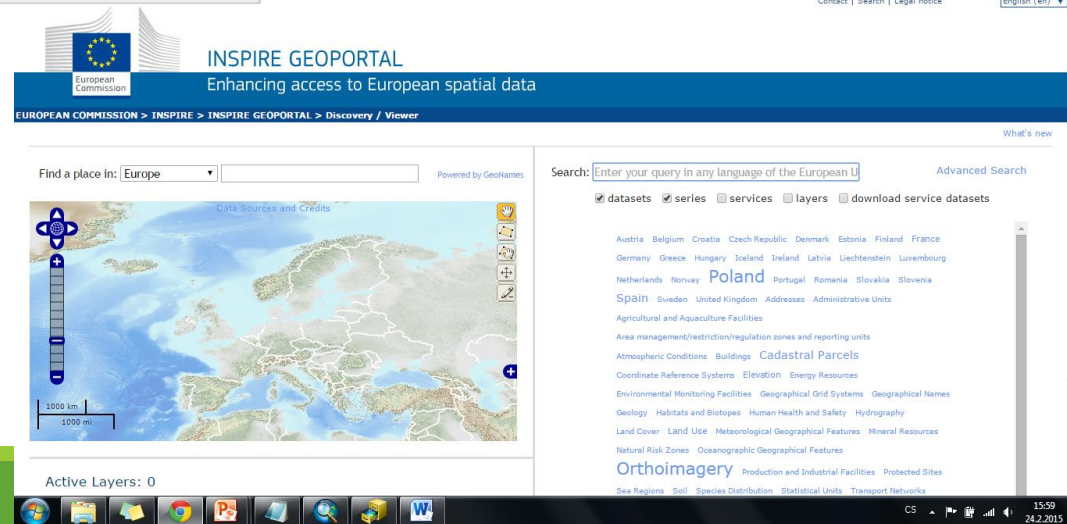 Contact | Search | Legal notice
English (en)
European
Commission
INSPIRE GEOPORTAL
Enhancing access to European spatial data
EUROPEAN COMMISSION > INSPIRE > INSPIRE GEOPORTAL > Discovery / Viewer
What's new
Find a place in: Europe
Powered by GeoNames
Data Sources and Credits
1000 km
1000 mi
Active Layers: 0
Search: Enter your query in any language of the European U
Advanced Search
datasets series services layers download service datasets
Austria Belgium Croatia Czech Republic Denmark Estonia Finland France
Germany Greece Hungary Iceland Ireland Latvia Liechtenstein Luxembourg
Netherlands Norway Poland Portugal Romania Slovakia Slovenia
Spain Sweden United Kingdom Addresses Administrative Units
Agricultural and Aquaculture Facilities
Area management/restriction/regulation zones and reporting units
Atmospheric Conditions Buildings Cadastral Parcels
Coordinate Reference Systems Elevation Energy Resources
Environmental Monitoring Facilities Geographical Grid Systems Geographical Names
Geology Habitats and Biotopes Human Health and Safety Hydrography
Land Cover Land Use Meteorological Geographical Features Mineral Resources
Natural Risk Zones Oceanographic Geographical Features
Orthoimagery Production and Industrial Facilities Protected Sites
Sea Regions Soil Species Distribution Statistical Units Transport Networks
CS
15:59
24.2.2015